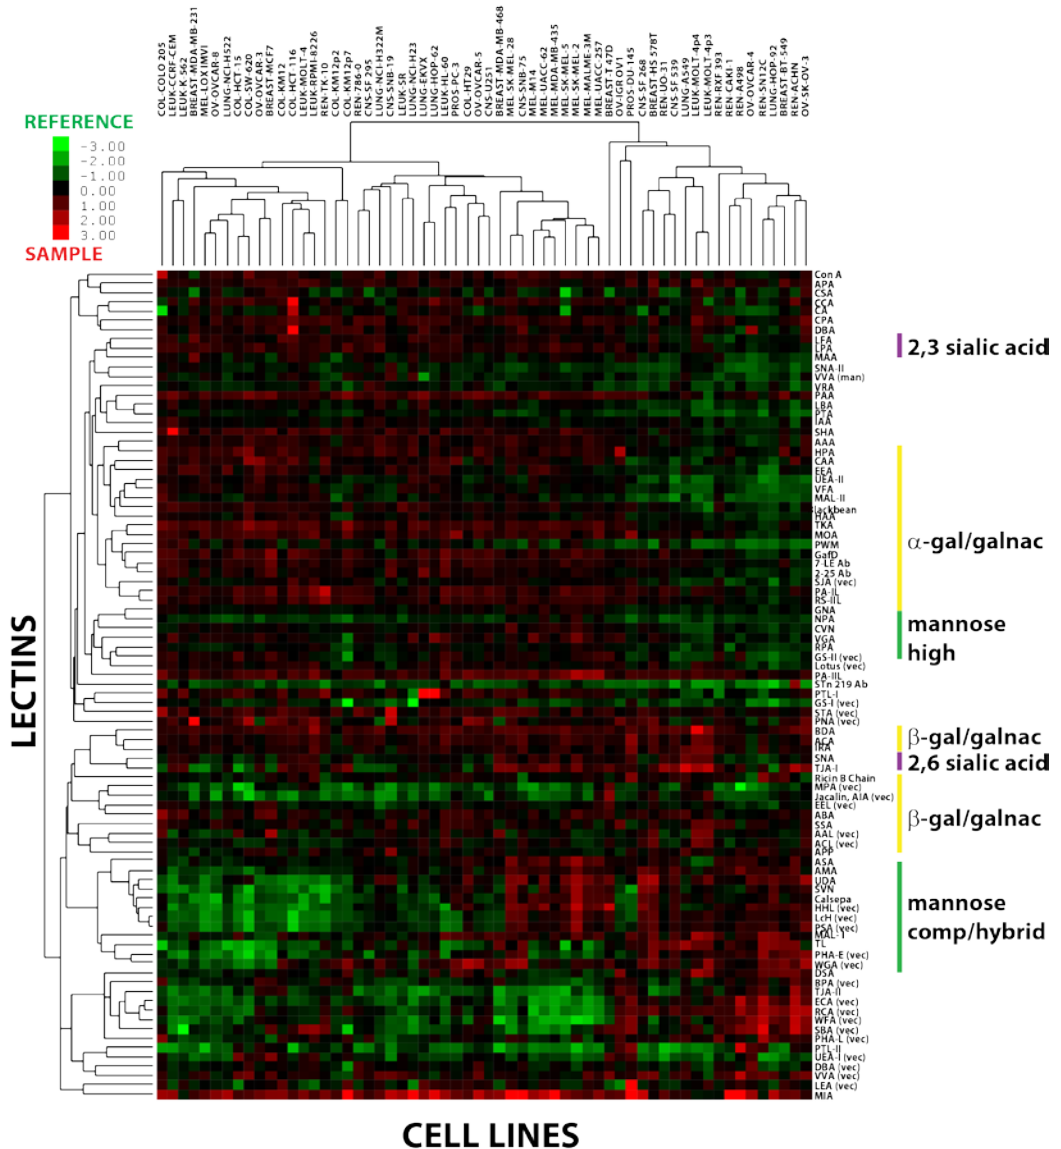 COL-COLO 205
LEUK-CCRF-CEM
LEUK K-562
BREAST MDA-MB-231
MEL-LOX IMVI
OV-OVCAR-8
LUNG-NCI-H522
COL-HCT-15
COL-SW-620
OV-OVCAR-3
BREAST-MCF7
COL-KM12
COL-HCT 116
LEUK-MOLT-4
LEUK-RPMI-8226
REN-TK-10
COL-KM12p2
COL-KM12p7
REN-786-0
CNS-SF 295
LUNG-NCI-H322M
CNS-SNB-19
LEUK-SR
LUNG-NCI-H23
LUNG-EKVX
LUNG-HOP-62
LEUK-HL-60
PROS-PC-3
COL-HT29
OV-OVCAR-5
CNS-U251
BREAST-MDA-MB-468
MEL-SK-MEL-28
CNS-SNB-75
MEL-M14
MEL-UACC-62
MEL-MDA-MB-435
MEL-SK-MEL-5
MEL-SK-MEL-2
MEL-MALME-3M
MEL-UACC-257
BREAST-T 47D
OV-IGR OV1
PROS-DU-145
CNS-SF 268
BREAST-HS 578T
REN-UO-31
CNS-SF 539
LUNG-A549
LEUK-MOLT-4p4
LEUK-MOLT-4p3
REN-RXF 393
REN-CAKI-1
REN-A498
OV-OVCAR-4
REN-SN12C
LUNG-HOP-92
BREAST-BT-549
REN-ACHN
OV-SK-OV-3
REFERENCE
-3.00
-2.00
-1.00
0.00
1.00
2.00
3.00
SAMPLE
Con A
APA
CSA
CCA
CA
CPA
DBA
LFA
LPA
MAA
SNA-II
VVA (man)
VRA
PAA
LBA
PTA
IAA
SHA
AAA
HPA
CAA
EEA
UEA-II
VFA
MAL-II
lackbean
HAA
TKA
MOA
PWM
GafD
7-LE Ab
2-25 Ab
SJA (vec)
PA-IL
RS-IIL
GNA
NPA
CVN
VGA
RPA
GS-II (vec)
Lotus (vec)
PA-IIL
STn 219 Ab
PTL-I
GS-I (vec)
STA (vec)
PNA (vec)
BDA
ACA
IRA
SNA
TJA-I
Ricin B Chain
MPA (vec)
Jacalin, AIA (vec)
EEL (vec)
ABA
SSA
AAL (vec)
ACL (vec)
APP
ASA
AMA
UDA
SVN
Calsepa
HHL (vec)
LcH (vec)
PSA (vec)
MAL-I
TL
PHA-E (vec)
WGA (vec)
DSA
BPA (vec)
TJA-II
ECA (vec)
RCA (vec)
WFA (vec)
SBA (vec)
PHA-L (vec)
PTL-II
UEA-I (vec)
DBA (vec)
VVA (vec)
LEA (vec)
MIA
2,3 sialic acid
α-gal/galnac
mannose
high
β-gal/galnac
2,6 sialic acid
β-gal/galnac
mannose
comp/hybrid
LECTINS
CELL LINES